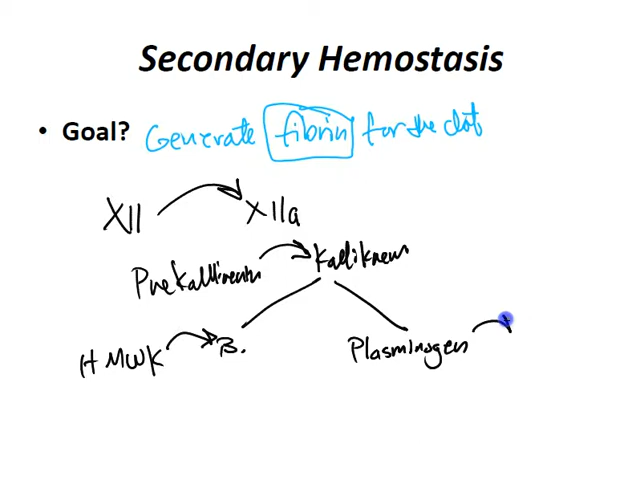 Secondary Hemostasis
• Goal? Generate fibrin for the clot
XII XIIa
Prekallikrein Kallikrein
HMWK B. Plasminogen